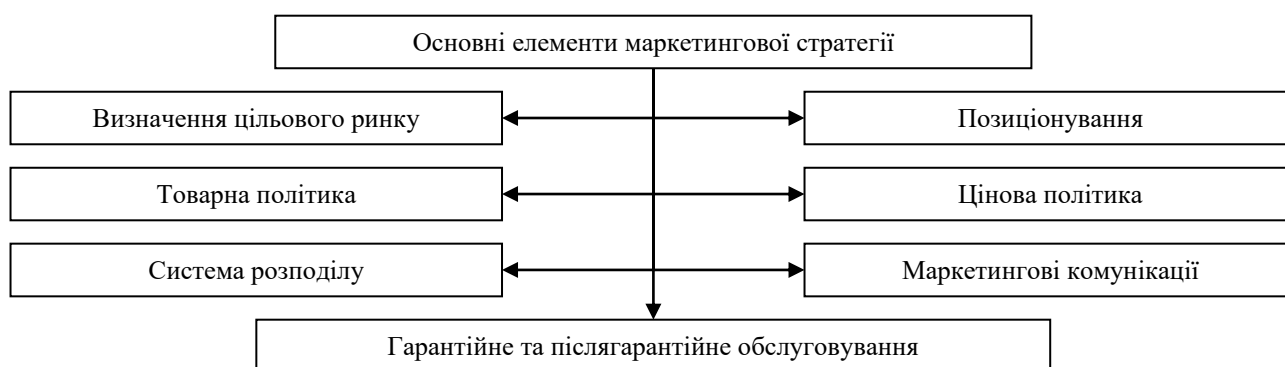 Основні елементи маркетингової стратегії
Визначення цільового ринку
Позиціонування
Товарна політика
Цінова політика
Система розподілу
Маркетингові комунікації
Гарантійне та післягарантійне обслуговування